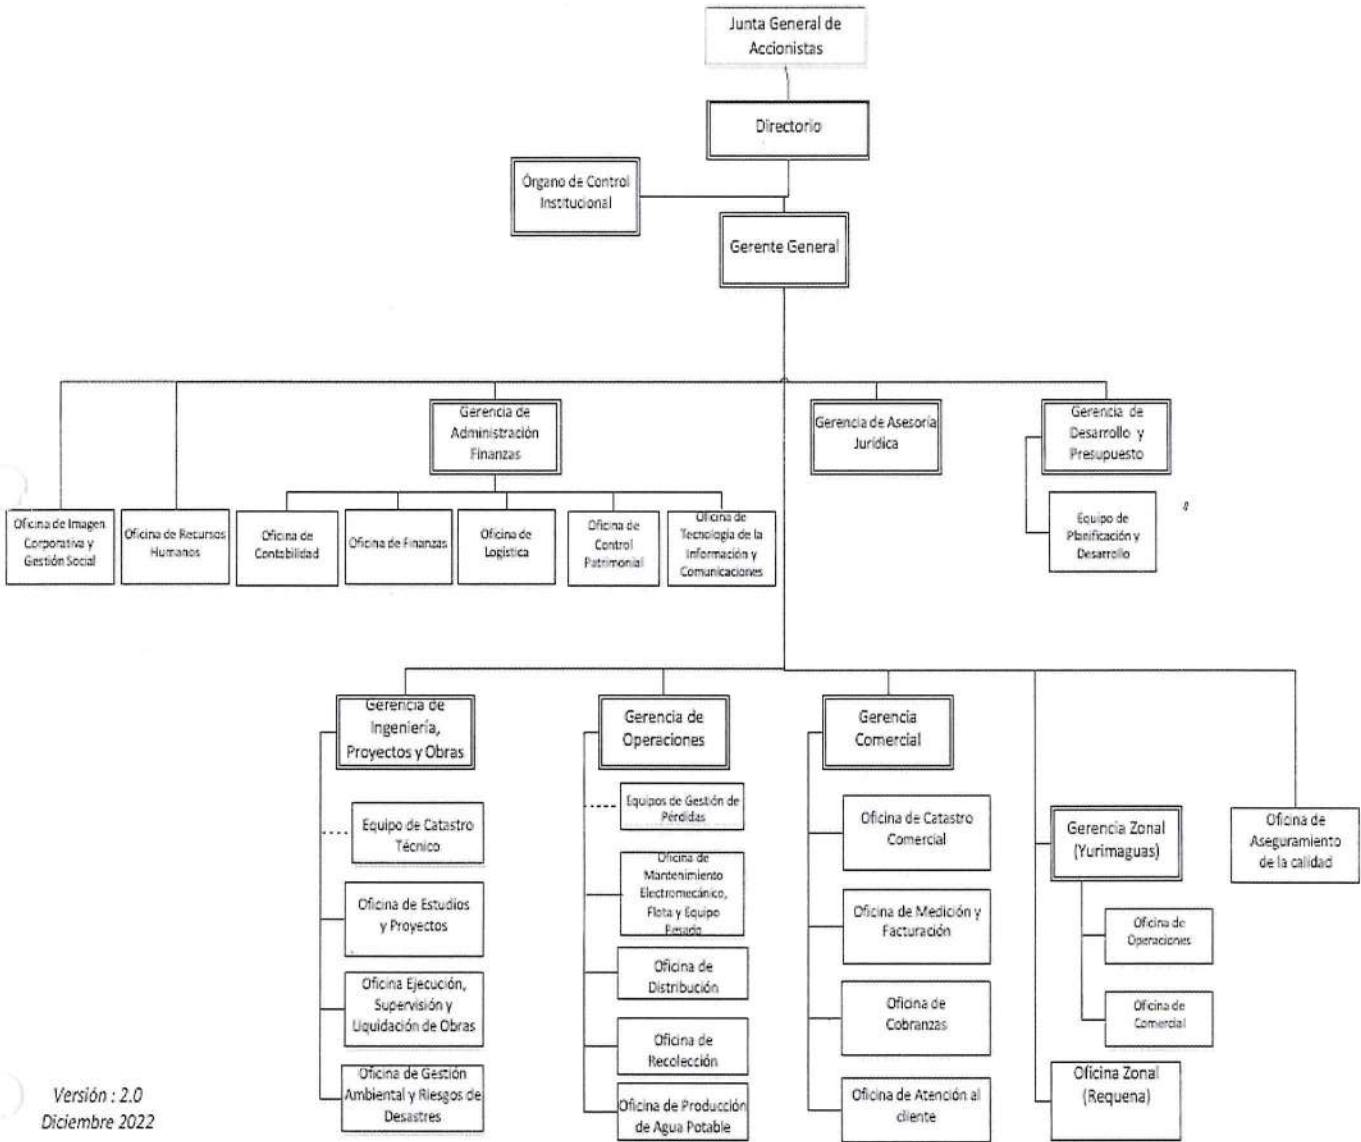 Junta General de
Accionistas
Directorio
Órgano de Control
Institucional
Gerente General
Gerencia de
Administración
Finanzas
Gerencia de Asesoría
Jurídica
Gerencia de
Desarrollo y
Presupuesto
Oficina de Imagen
Corporativa y
Gestión Social
Oficina de Recursos
Humanos
Oficina de
Contabilidad
Oficina de Finanzas
Oficina de
Logística
Oficina de
Control
Patrimonial
Oficina de
Tecnología de la
Información y
Comunicaciones
Equipo de
Planificación y
Desarrollo
Gerencia de
Ingeniería,
Proyectos y Obras
Equipo de Catastro
Técnico
Oficina de Estudios
y Proyectos
Oficina Ejecución,
Supervisión y
Liquidación de Obras
Oficina de Gestión
Ambiental y Riesgos de
Desastres
Gerencia de
Operaciones
Equipos de Gestión de
Pérdidas
Oficina de
Mantenimiento
Electromecánico,
Flota y Equipo
Pesado
Oficina de
Distribución
Oficina de
Recolección
Oficina de Producción
de Agua Potable
Gerencia
Comercial
Oficina de Catastro
Comercial
Oficina de Medición y
Facturación
Oficina de
Cobranzas
Oficina de Atención al
cliente
Gerencia Zonal
(Yurimaguas)
Oficina de
Operaciones
Oficina de
Comercial
Oficina Zonal
(Requena)
Oficina de
Aseguramiento
de la calidad
Versión : 2.0
Diciembre 2022